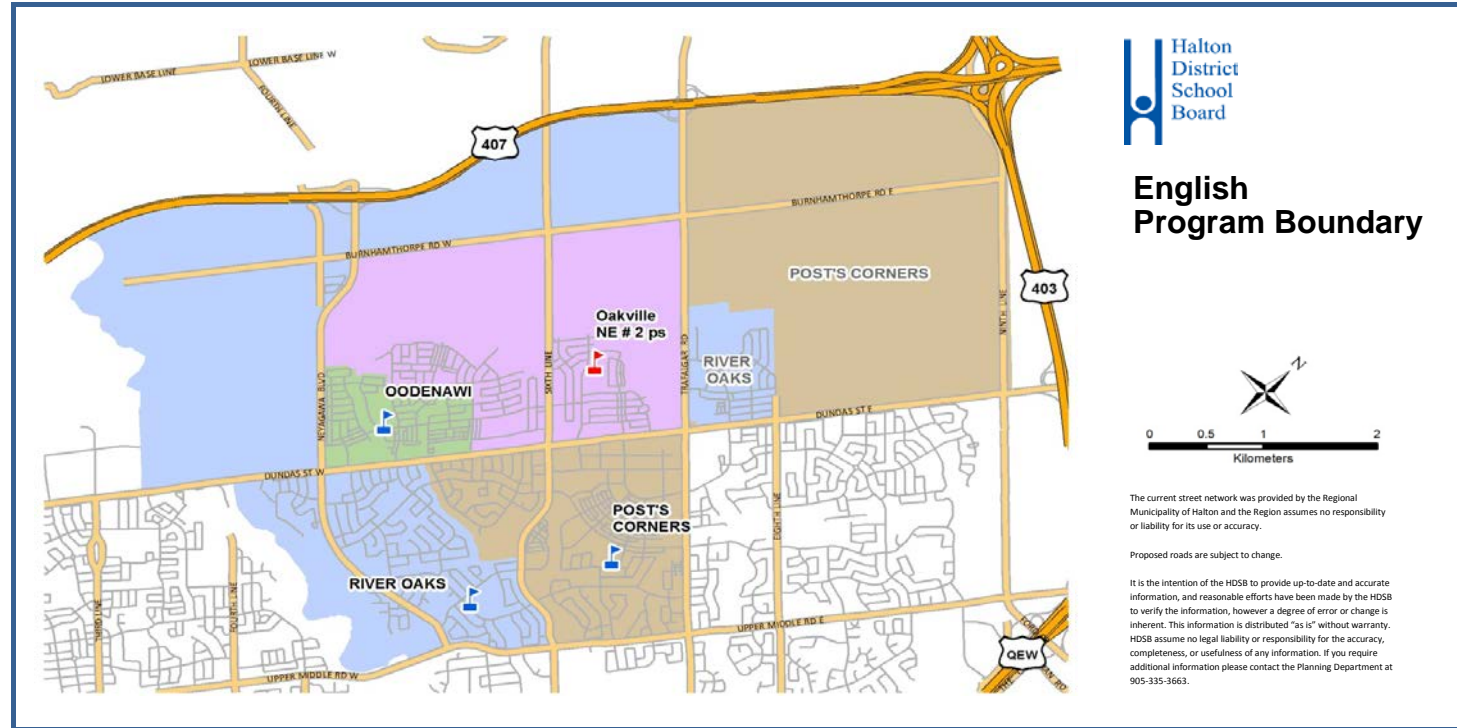 LOWER BASE LINE
LOWER BASE LINE W
FOURTH LINE
407
BURNHAMTHORPE RD W
BURNHAMTHORPE RD E
POST'S CORNERS
403
NINTH LINE
Oakville
NE # 2 ps
NEYAGAWA BLVD
OODENAWI
SIXTH LINE
TRAFALGAR RD
RIVER
OAKS
DUNDAS ST E
DUNDAS ST W
POST'S
CORNERS
EIGHTH LINE
RIVER OAKS
THIRD LINE
FOURTH LINE
UPPER MIDDLE RD E
UPPER MIDDLE RD W
QEW
Halton
District
School
Board
English
Program Boundary
N
0 0.5 1 2
Kilometers
The current street network was provided by the Regional
Municipality of Halton and the Region assumes no responsibility
or liability for its use or accuracy.
Proposed roads are subject to change.
It is the intention of the HDSB to provide up-to-date and accurate
information, and reasonable efforts have been made by the HDSB
to verify the information, however a degree of error or change is
inherent. This information is distributed "as is" without warranty.
HDSB assume no legal liability or responsibility for the accuracy,
completeness, or usefulness of any information. If you require
additional information please contact the Planning Department at
905-335-3663.